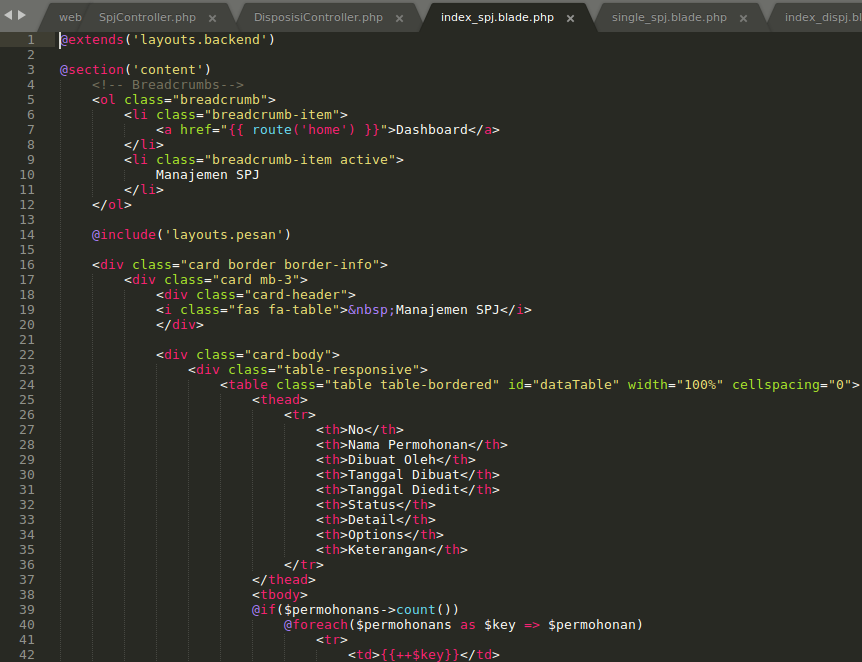 web SpjController.php × DisposisiController.php × index_spj.blade.php × single_spj.blade.php × index_dispj.bl
1 @extends('layouts.backend')
2
3 @section('content')
4 <!-- Breadcrumbs-->
5 <ol class="breadcrumb">
6 <li class="breadcrumb-item">
7 <a href="{{ route('home') }}">Dashboard</a>
8 </li>
9 <li class="breadcrumb-item active">
10 Manajemen SPJ
11 </li>
12 </ol>
13
14 @include('layouts.pesan')
15
16 <div class="card border border-info">
17 <div class="card mb-3">
18 <div class="card-header">
19 <i class="fas fa-table">&nbsp;Manajemen SPJ</i>
20 </div>
21
22 <div class="card-body">
23 <div class="table-responsive">
24 <table class="table table-bordered" id="dataTable" width="100%" cellspacing="0">
25 <thead>
26 <tr>
27 <th>No</th>
28 <th>Nama Permohonan</th>
29 <th>Dibuat Oleh</th>
30 <th>Tanggal Dibuat</th>
31 <th>Tanggal Diedit</th>
32 <th>Status</th>
33 <th>Detail</th>
34 <th>Options</th>
35 <th>Keterangan</th>
36 </tr>
37 </thead>
38 <tbody>
39 @if($permohonans->count())
40 @foreach($permohonans as $key => $permohonan)
41 <tr>
42 <td>{{++$key}}</td>